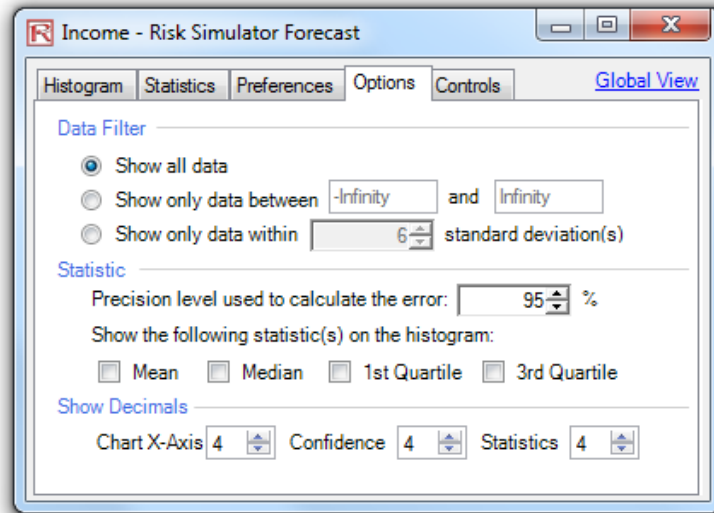 Income - Risk Simulator Forecast
Histogram Statistics Preferences Options Controls Global View
Data Filter
Show all data
Show only data between -Infinity and Infinity
Show only data within 6 standard deviation(s)
Statistic
Precision level used to calculate the error: 95 %
Show the following statistic(s) on the histogram:
Mean Median 1st Quartile 3rd Quartile
Show Decimals
Chart X-Axis 4 Confidence 4 Statistics 4